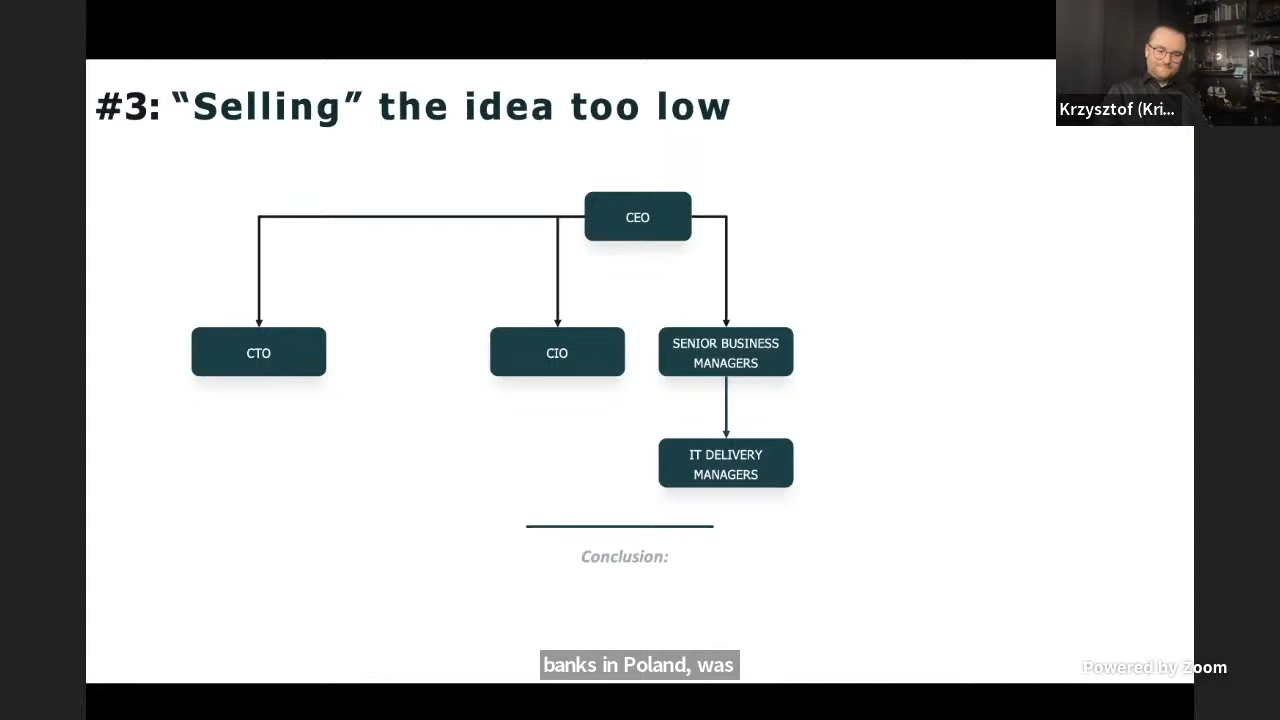 #3: “Selling” the idea too low
Krzysztof (Kri...
CEO
CTO
CIO
SENIOR BUSINESS
MANAGERS
IT DELIVERY
MANAGERS
Conclusion:
banks in Poland, was
Powered by Zoom